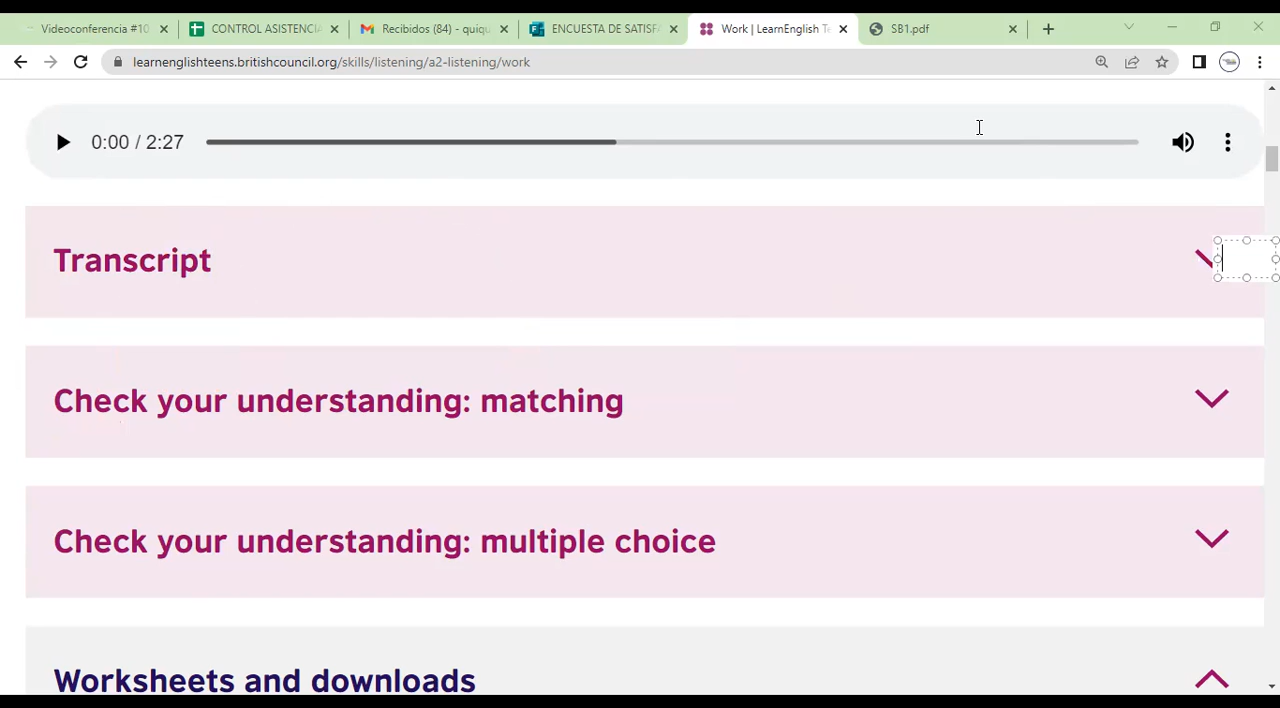 Videoconferencia #10
CONTROL ASISTENCIA
Recibidos (84) - quiqu
ENCUESTA DE SATISF
Work | LearnEnglish Te
SB1.pdf
learnenglishteens.britishcouncil.org/skills/listening/a2-listening/work
0:00 / 2:27
Transcript
Check your understanding: matching
Check your understanding: multiple choice
Worksheets and downloads